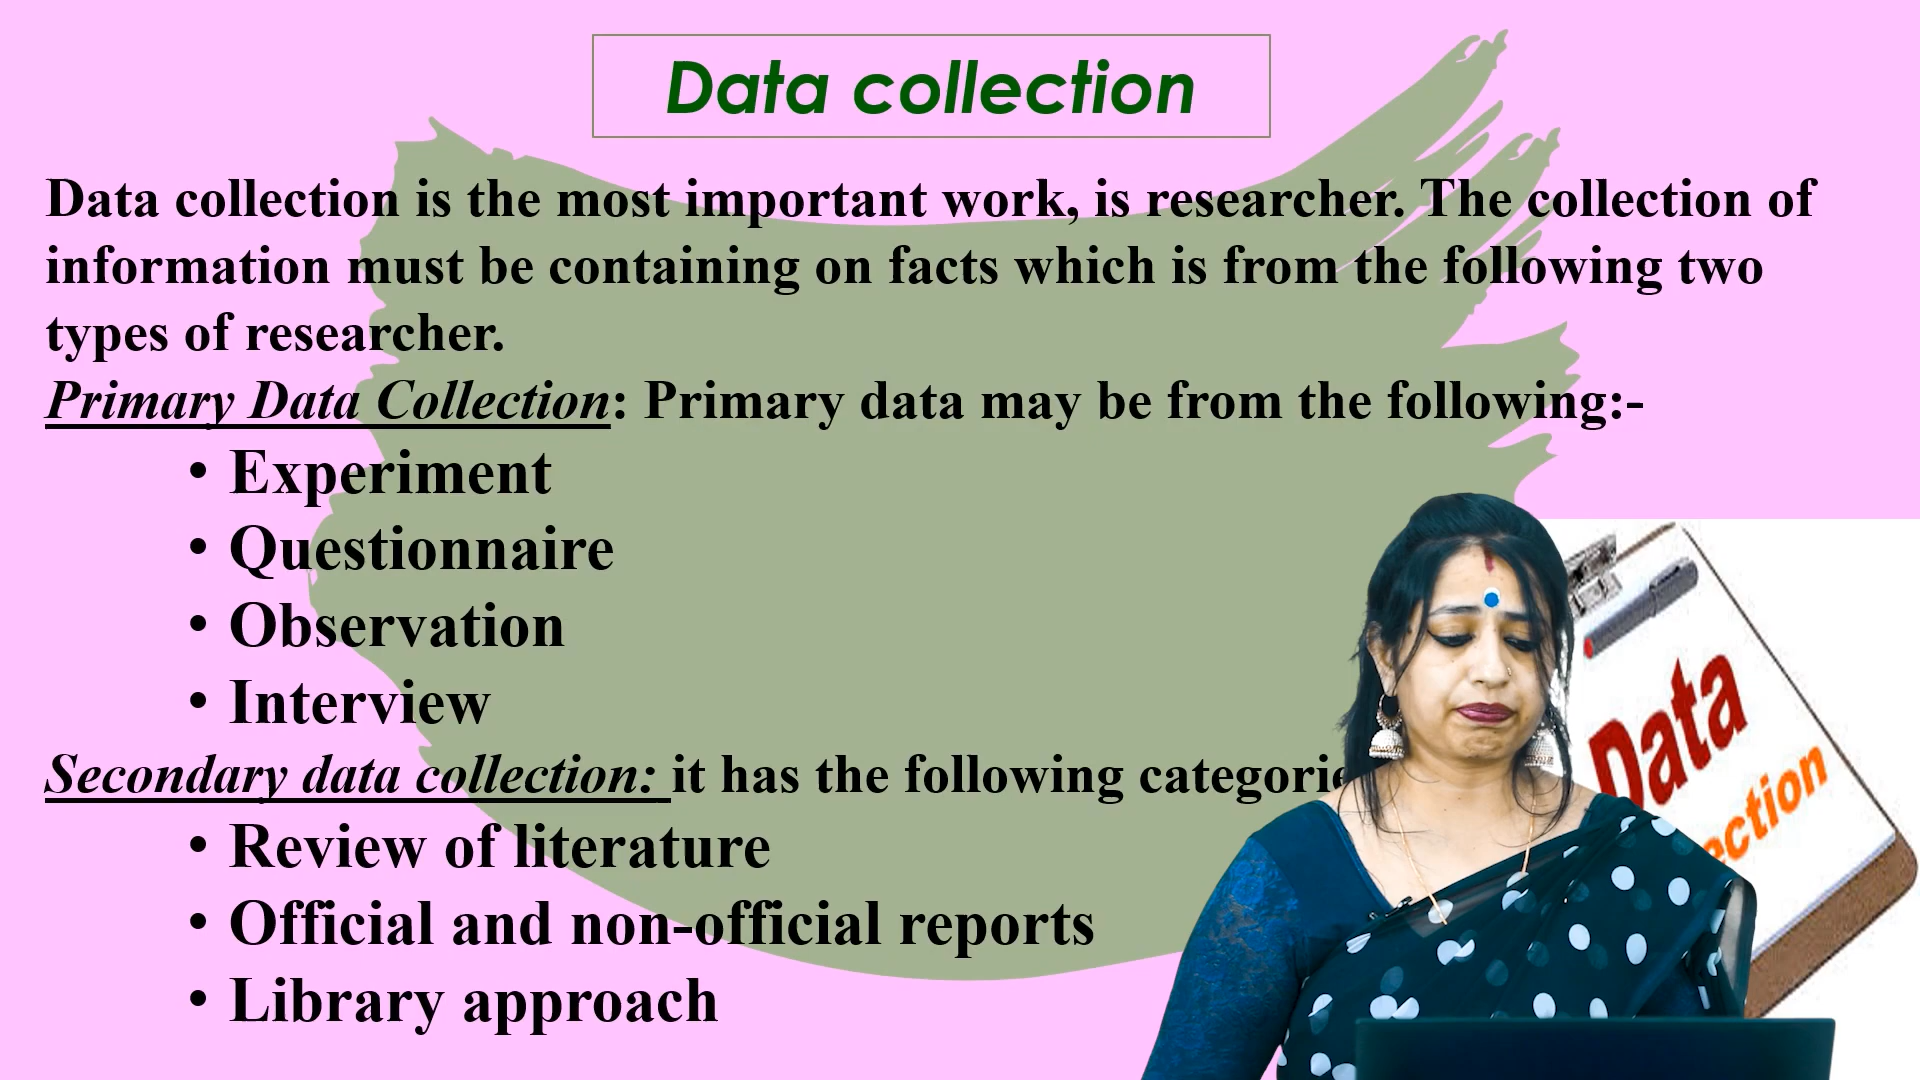 Data collection
Data collection is the most important work, is researcher. The collection of
information must be containing on facts which is from the following two
types of researcher.
Primary Data Collection: Primary data may be from the following:-
• Experiment
• Questionnaire
• Observation
• Interview
Secondary data collection: it has the following
• Review of literature
• Official and non-official reports
• Library approach
Data